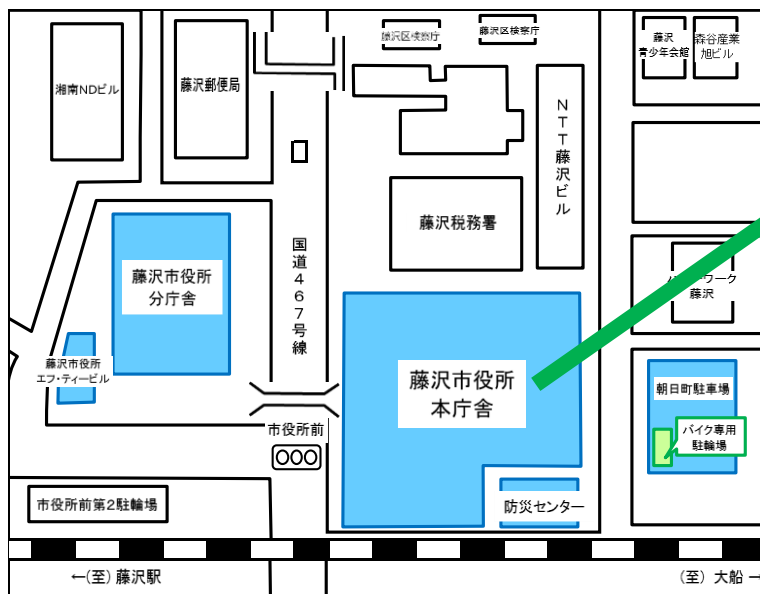 藤沢区検察庁
藤沢区検察庁
藤沢
青少年会館
森谷産業
旭ビル
湘南NDビル
藤沢郵便局
NTT藤沢ビル
藤沢税務署
国道467号線
藤沢市役所
分庁舎
藤沢
藤沢市役所
エフ・ティービル
藤沢市役所
本庁舎
朝日町駐車場
バイク専用
駐輪場
市役所前
市役所前第2駐輪場
防災センター
←(至) 藤沢駅
(至) 大船→